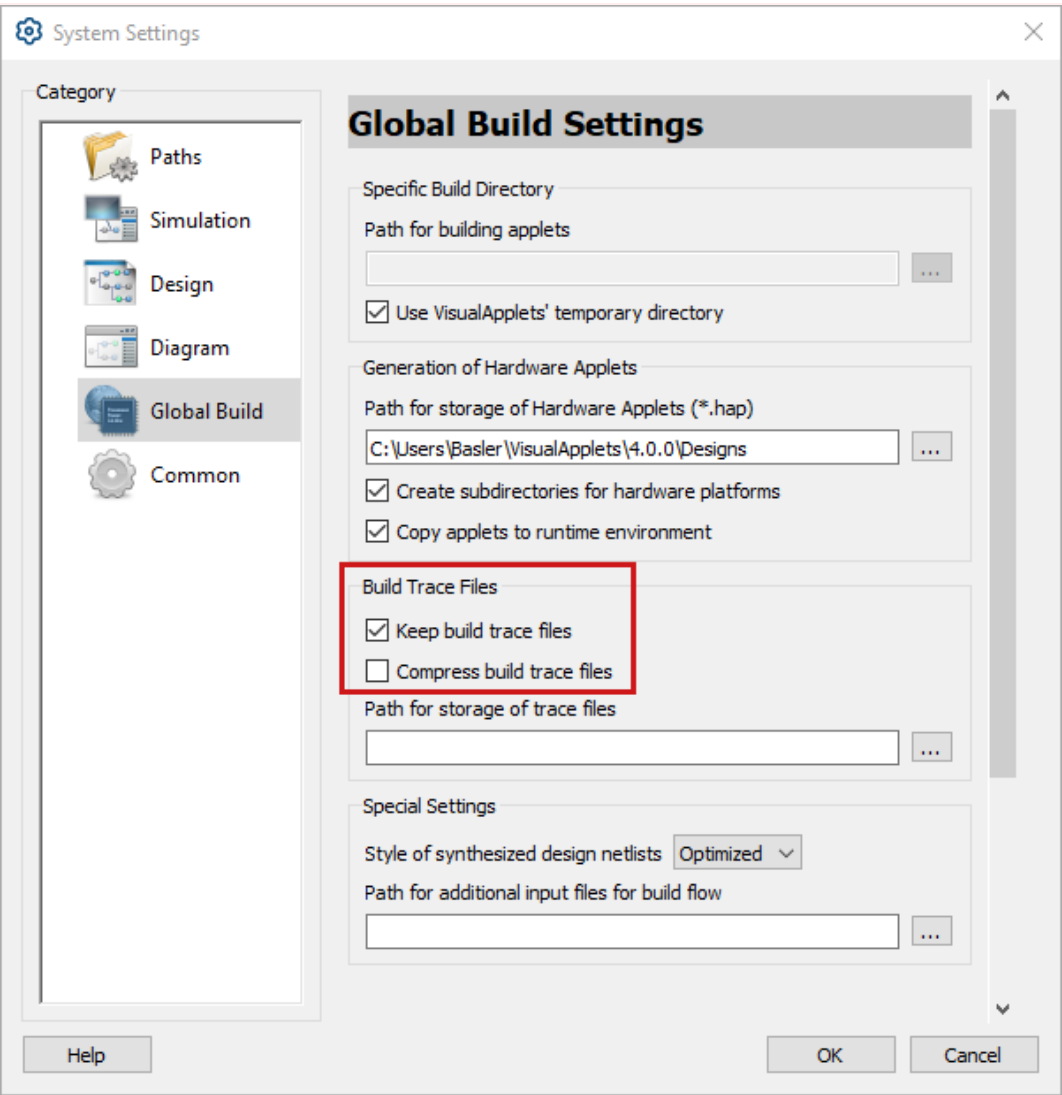 System Settings
Category
Paths
Simulation
Design
Diagram
Global Build
Common
Global Build Settings
Specific Build Directory
Path for building applets
...
Use VisualApplets' temporary directory
Generation of Hardware Applets
Path for storage of Hardware Applets (*.hap)
C:\Users\Basler\VisualApplets\4.0.0\Designs
...
Create subdirectories for hardware platforms
Copy applets to runtime environment
Build Trace Files
Keep build trace files
Compress build trace files
Path for storage of trace files
...
Special Settings
Style of synthesized design netlists Optimized
Path for additional input files for build flow
...
Help
OK
Cancel